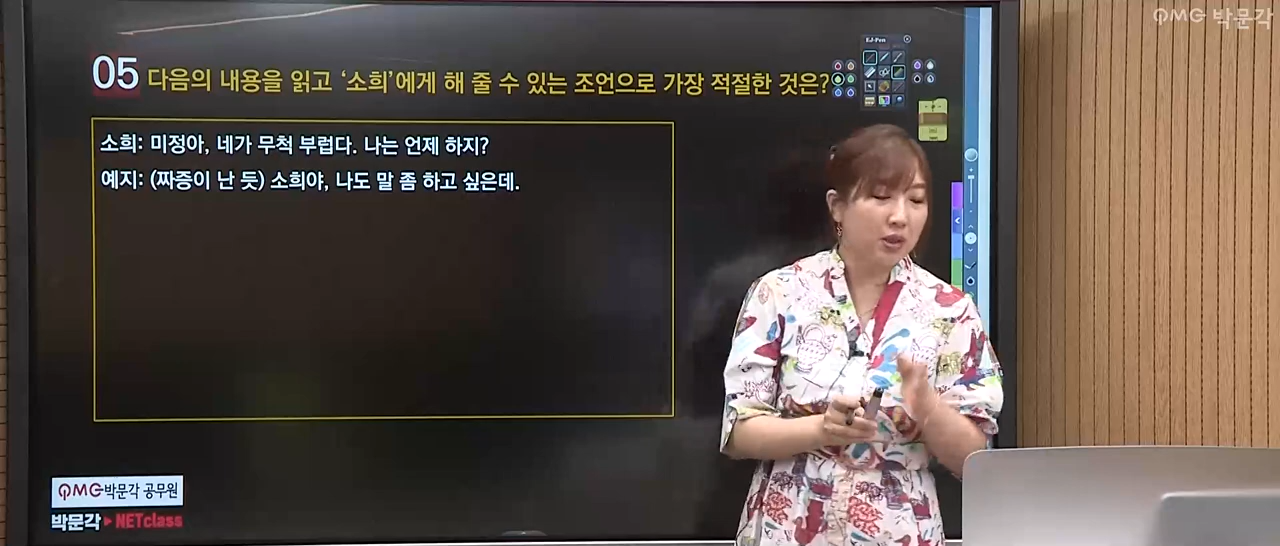 PMG 박문각
EJ-Pen
05 다음의 내용을 읽고 ‘소희’에게 해 줄 수 있는 조언으로 가장 적절한 것은?
소희: 미정아, 네가 무척 부럽다. 나는 언제 하지?
예지: (짜증이 난 듯) 소희야, 나도 말 좀 하고 싶은데.
PMG 박문각 공무원
박문각 ▶ NETclass